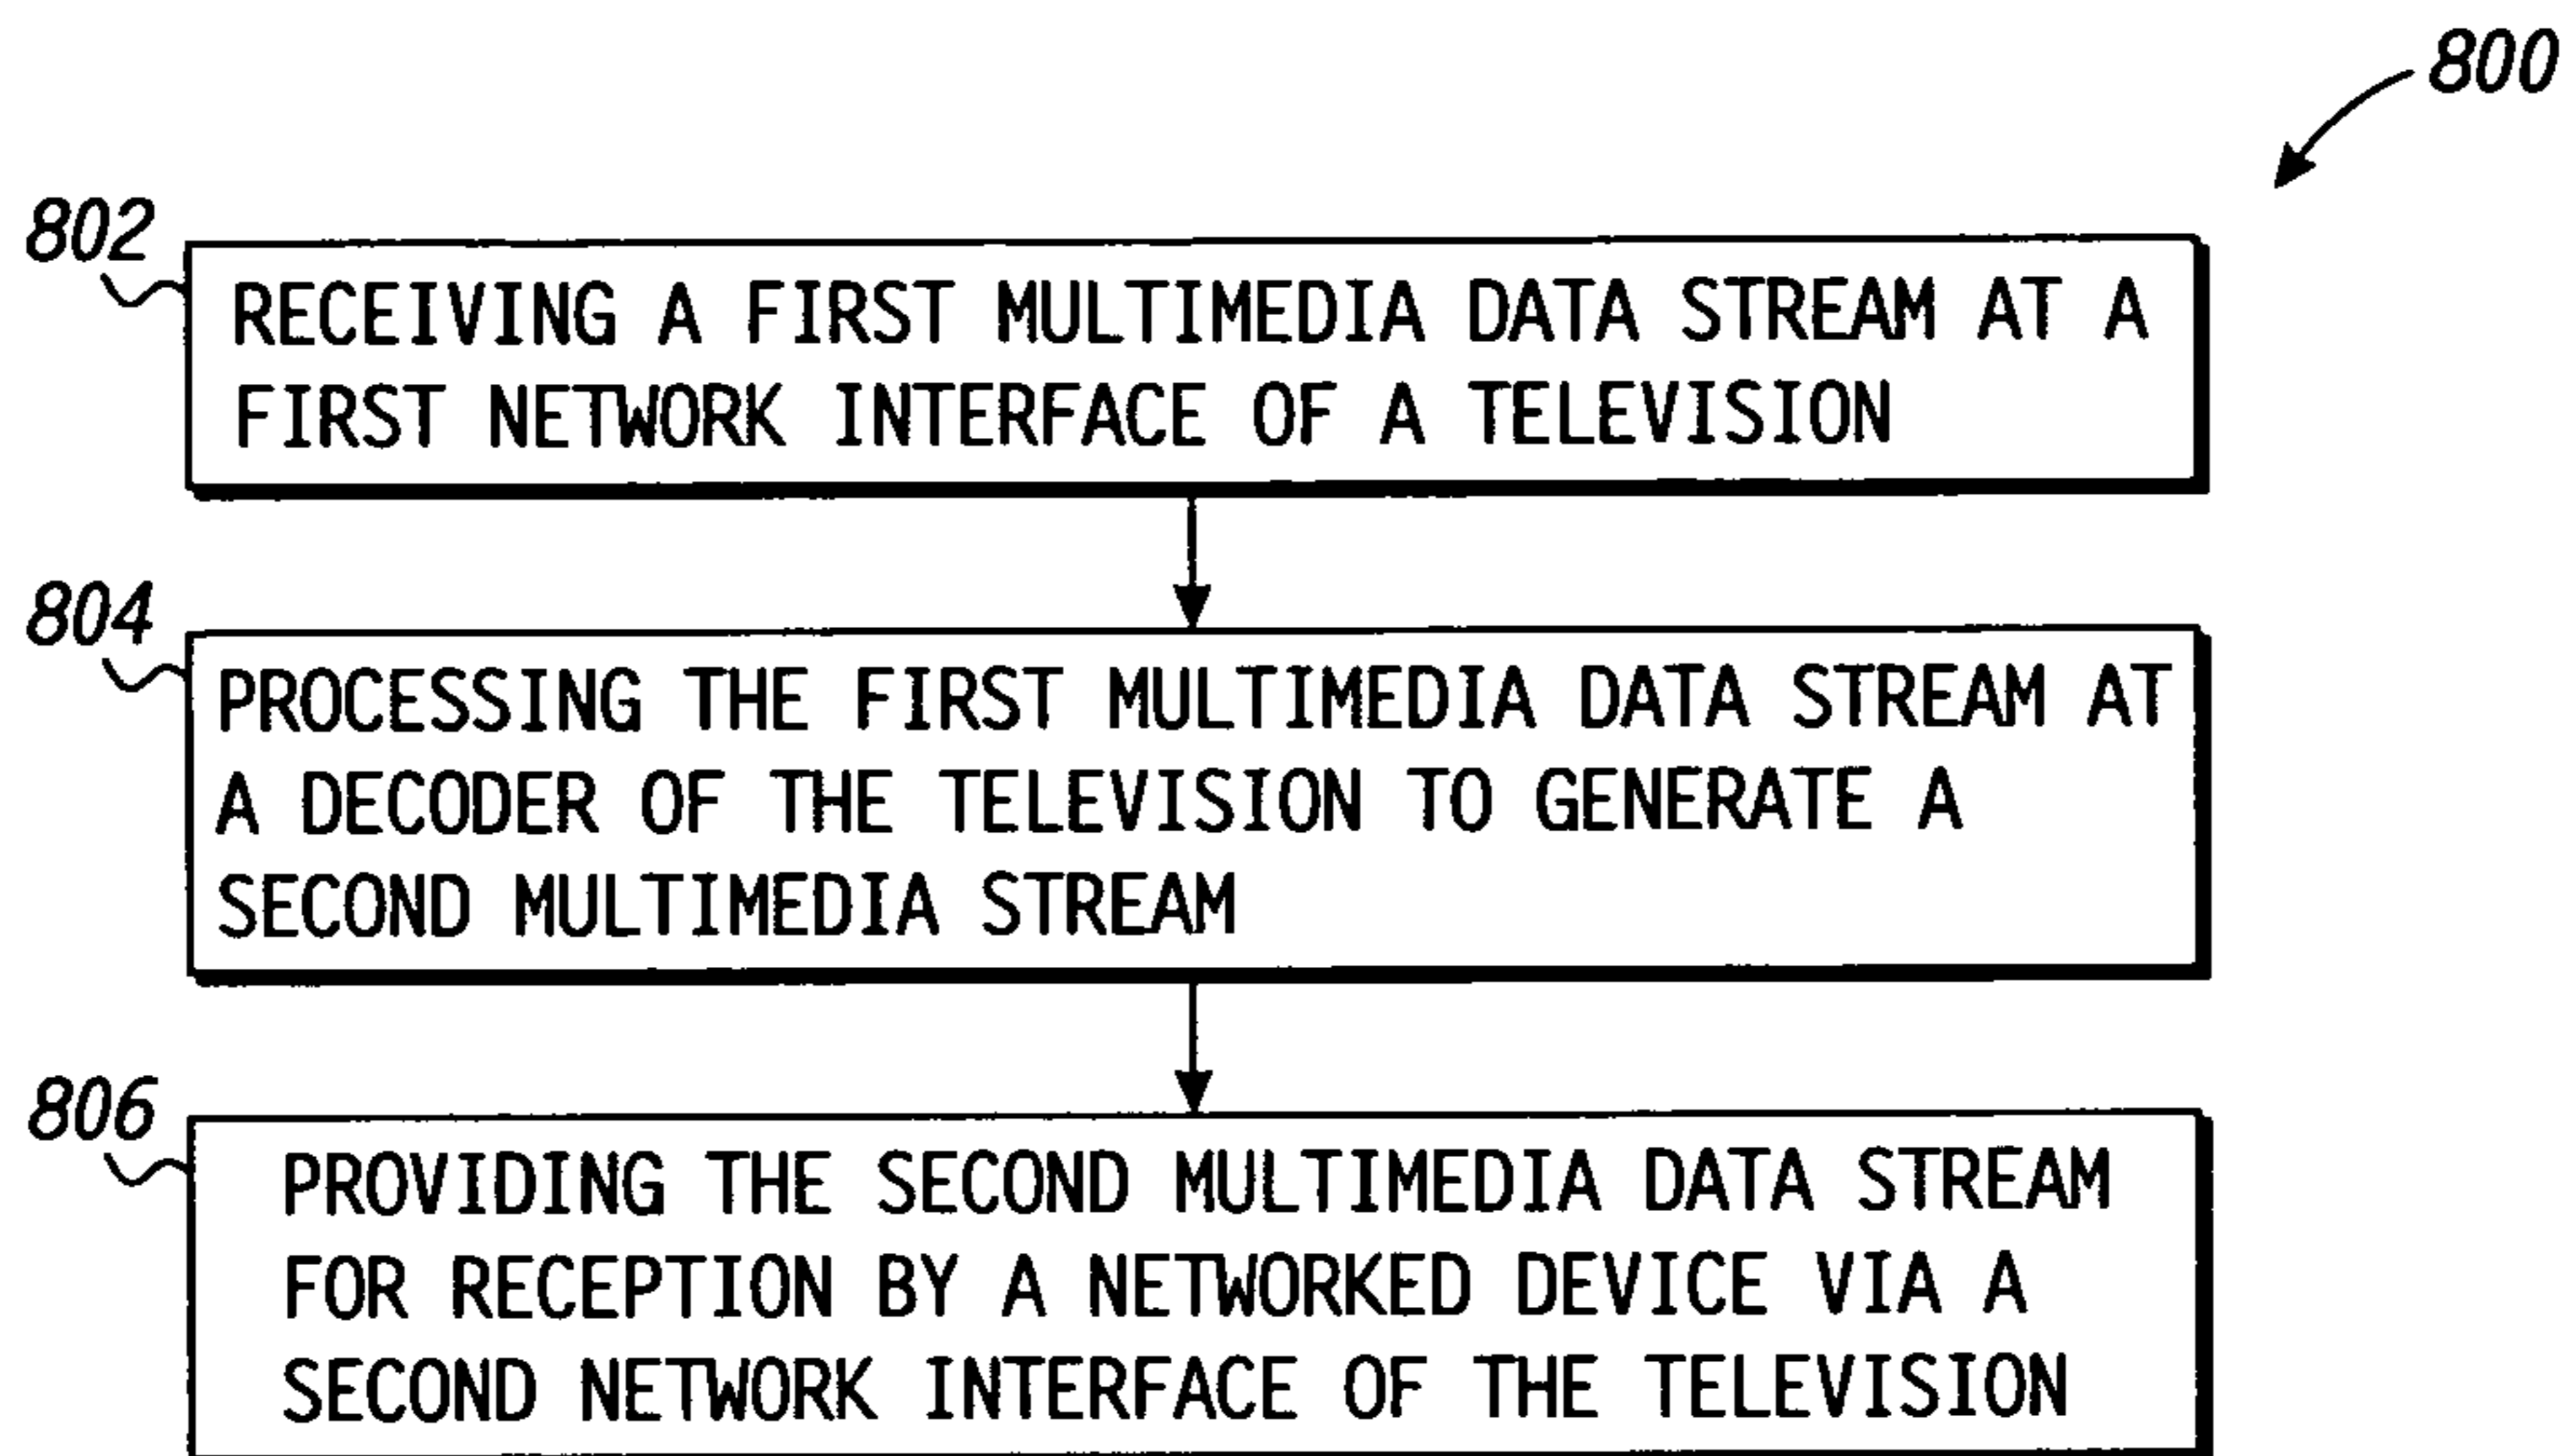 800
802
RECEIVING A FIRST MULTIMEDIA DATA STREAM AT A
FIRST NETWORK INTERFACE OF A TELEVISION
804
PROCESSING THE FIRST MULTIMEDIA DATA STREAM AT
A DECODER OF THE TELEVISION TO GENERATE A
SECOND MULTIMEDIA STREAM
806
PROVIDING THE SECOND MULTIMEDIA DATA STREAM
FOR RECEPTION BY A NETWORKED DEVICE VIA A
SECOND NETWORK INTERFACE OF THE TELEVISION